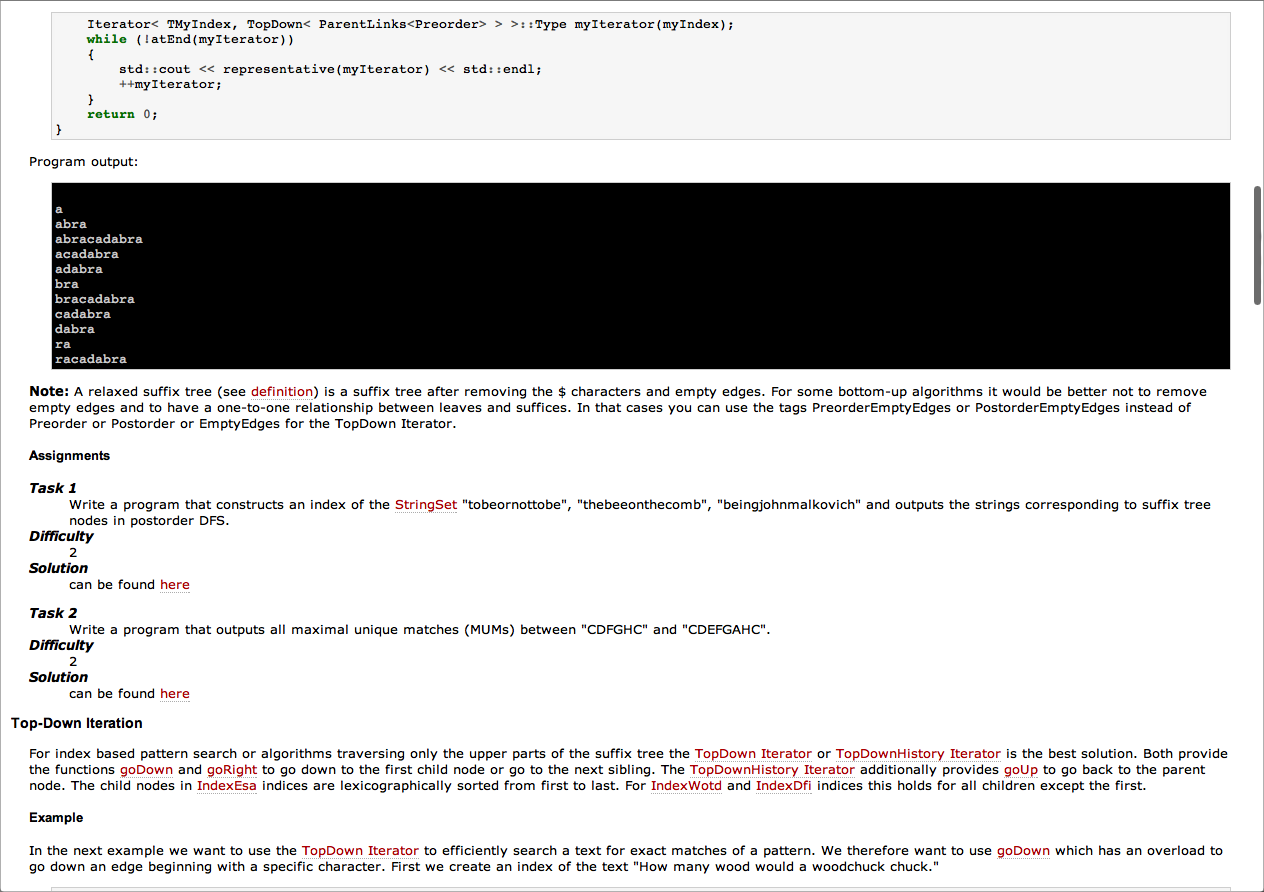 Iterator< TMyIndex, TopDown< ParentLinks<Preorder> > >::Type myIterator(myIndex);
while (!atEnd(myIterator))
{
std::cout << representative(myIterator) << std::endl;
++myIterator;
}
return 0;
}
Program output:
a
abra
abracadabra
acadabra
adabra
bra
bracadabra
cadabra
dabra
ra
racadabra
Note: A relaxed suffix tree (see definition) is a suffix tree after removing the $ characters and empty edges. For some bottom-up algorithms it would be better not to remove
empty edges and to have a one-to-one relationship between leaves and suffices. In that cases you can use the tags PreorderEmptyEdges or PostorderEmptyEdges instead of
Preorder or Postorder or EmptyEdges for the TopDown Iterator.
Assignments
Task 1
Write a program that constructs an index of the StringSet "tobeornottobe", "thebeeonthecomb", "beingjohnmalkovich" and outputs the strings corresponding to suffix tree
nodes in postorder DFS.
Difficulty
2
Solution
can be found here
Task 2
Write a program that outputs all maximal unique matches (MUMs) between "CDFGHC" and "CDEFGAHC".
Difficulty
2
Solution
can be found here
Top-Down Iteration
For index based pattern search or algorithms traversing only the upper parts of the suffix tree the TopDown Iterator or TopDownHistory Iterator is the best solution. Both provide
the functions goDown and goRight to go down to the first child node or go to the next sibling. The TopDownHistory Iterator additionally provides goUp to go back to the parent
node. The child nodes in IndexEsa indices are lexicographically sorted from first to last. For IndexWotd and IndexDfi indices this holds for all children except the first.
Example
In the next example we want to use the TopDown Iterator to efficiently search a text for exact matches of a pattern. We therefore want to use goDown which has an overload to
go down an edge beginning with a specific character. First we create an index of the text "How many wood would a woodchuck chuck."